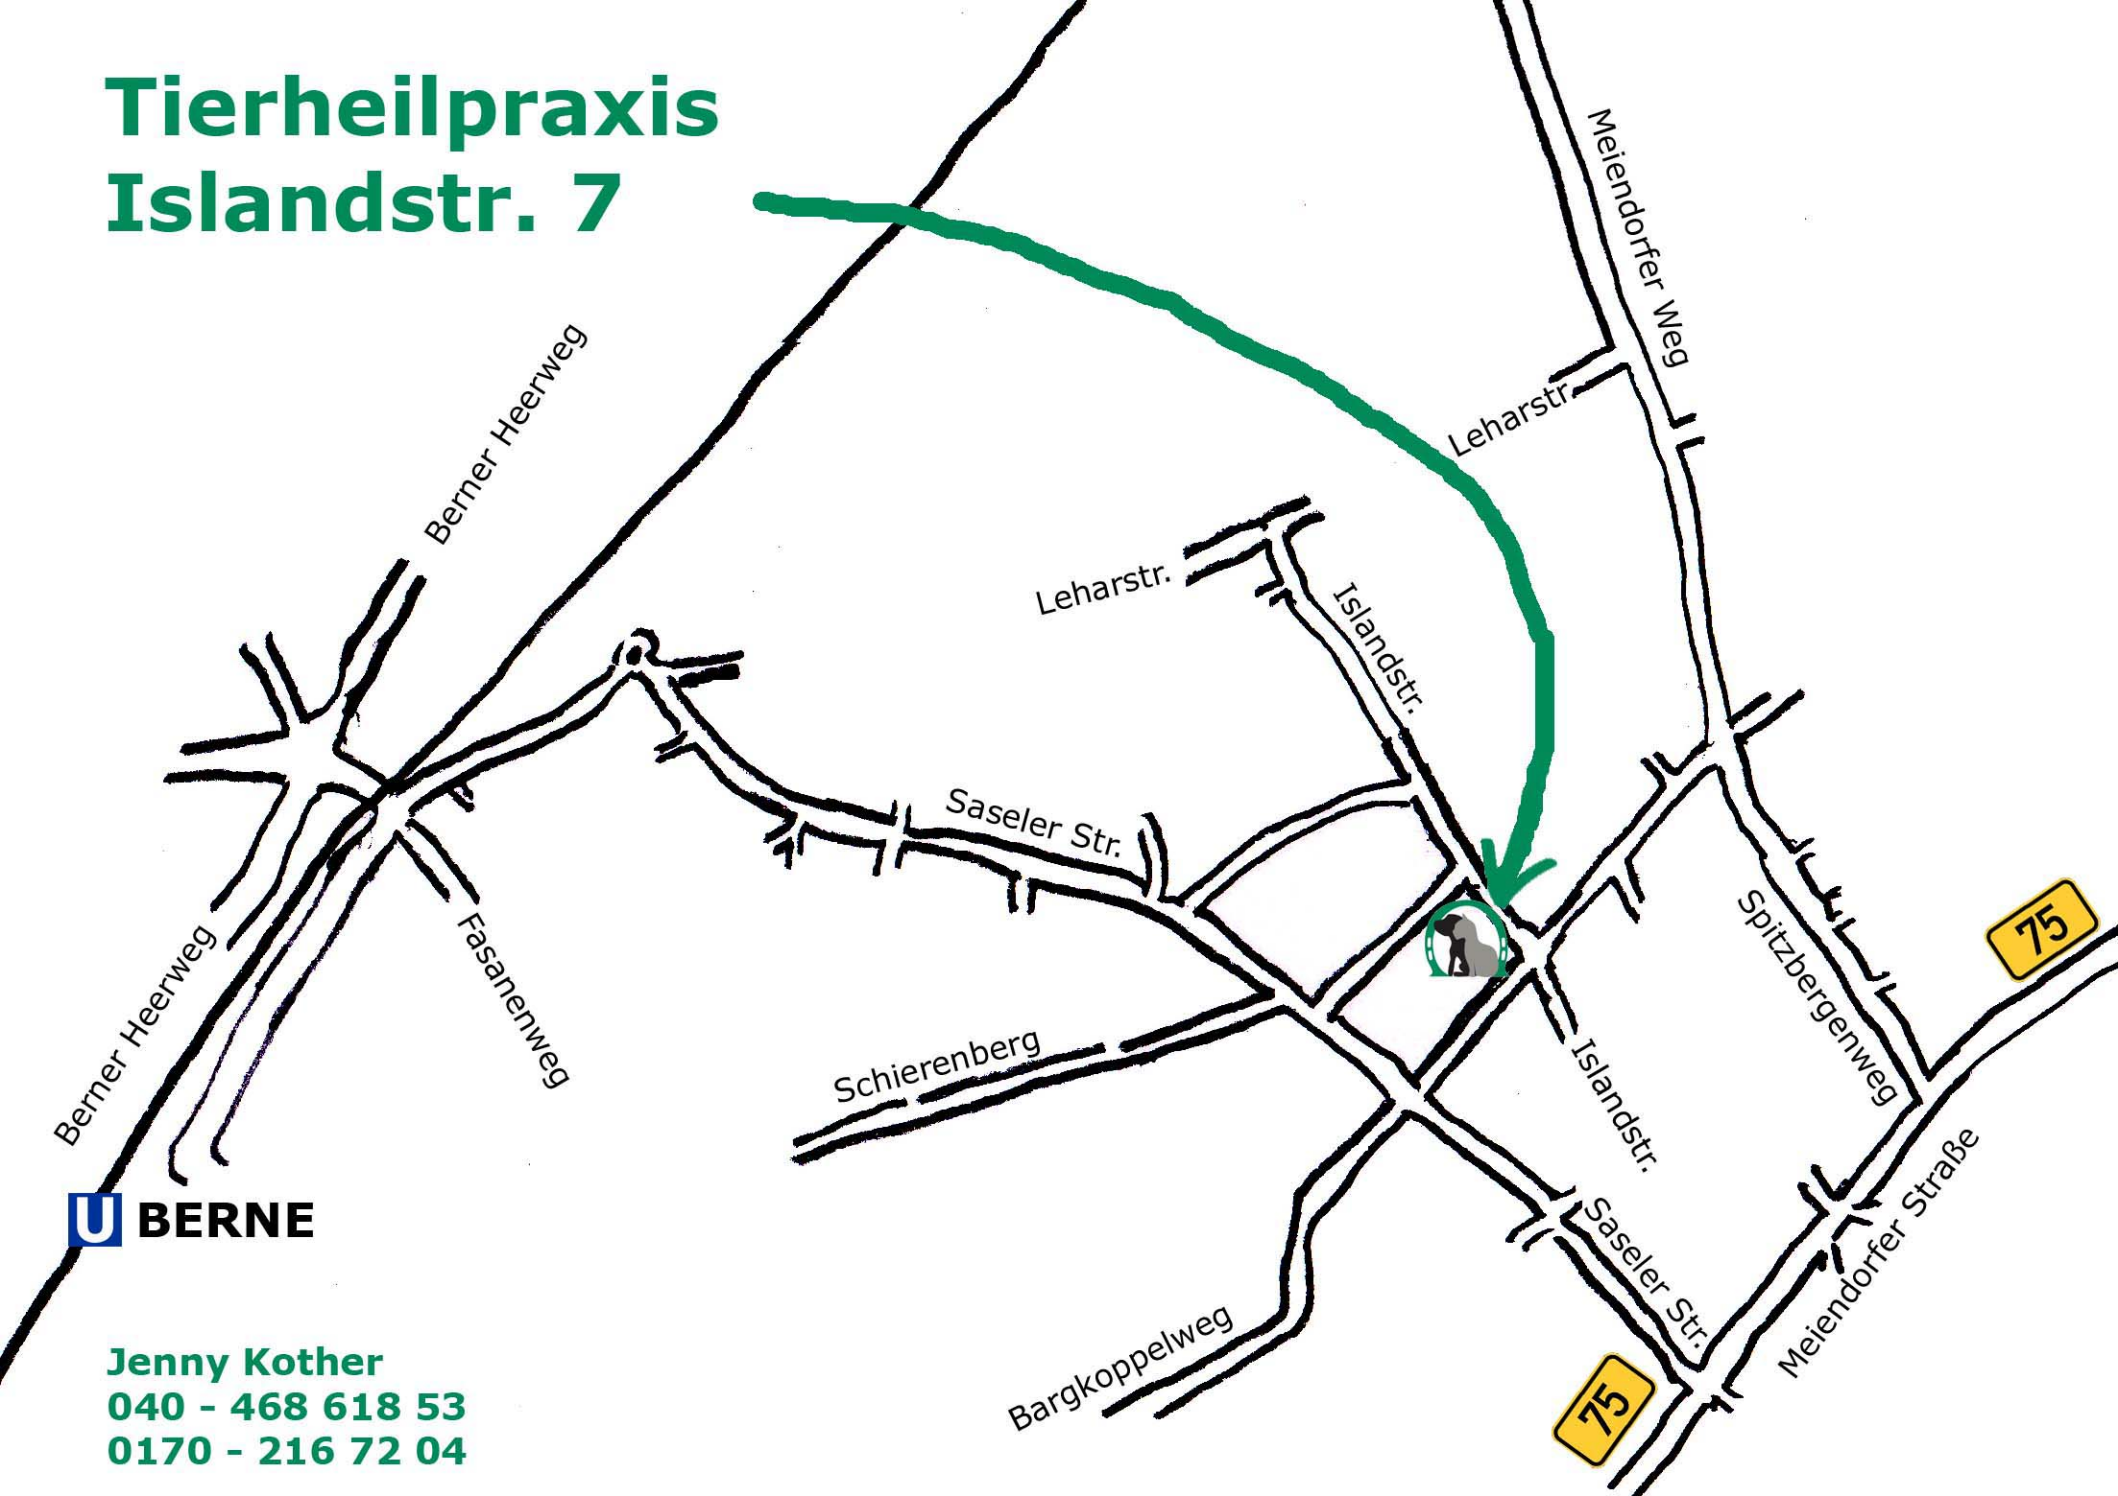 Tierheilpraxis
Islandstr. 7
Meiendorfer Weg
Leharstr.
Berner Heerweg
Leharstr.
Islandstr.
Saseler Str.
Berner Heerweg
Fasanenweg
Spitzbergenweg
75
Schierenberg
Islandstr.
U BERNE
Meiendorfer Straße
Saseler Str.
Bargkoppelweg
75
Jenny Kother
040 - 468 618 53
0170 - 216 72 04